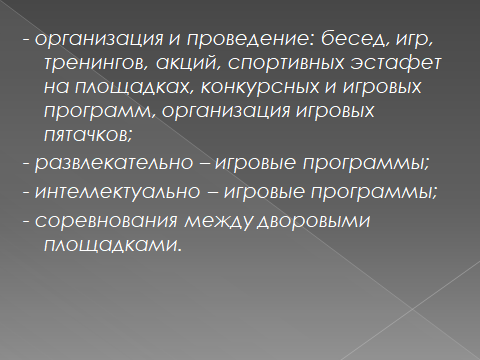 - организация и проведение: бесед, игр,
тренингов, акций, спортивных эстафет
на площадках, конкурсных и игровых
программ, организация игровых
пятачков;
- развлекательно – игровые программы;
- интеллектуально – игровые программы;
- соревнования между дворовыми
площадками.